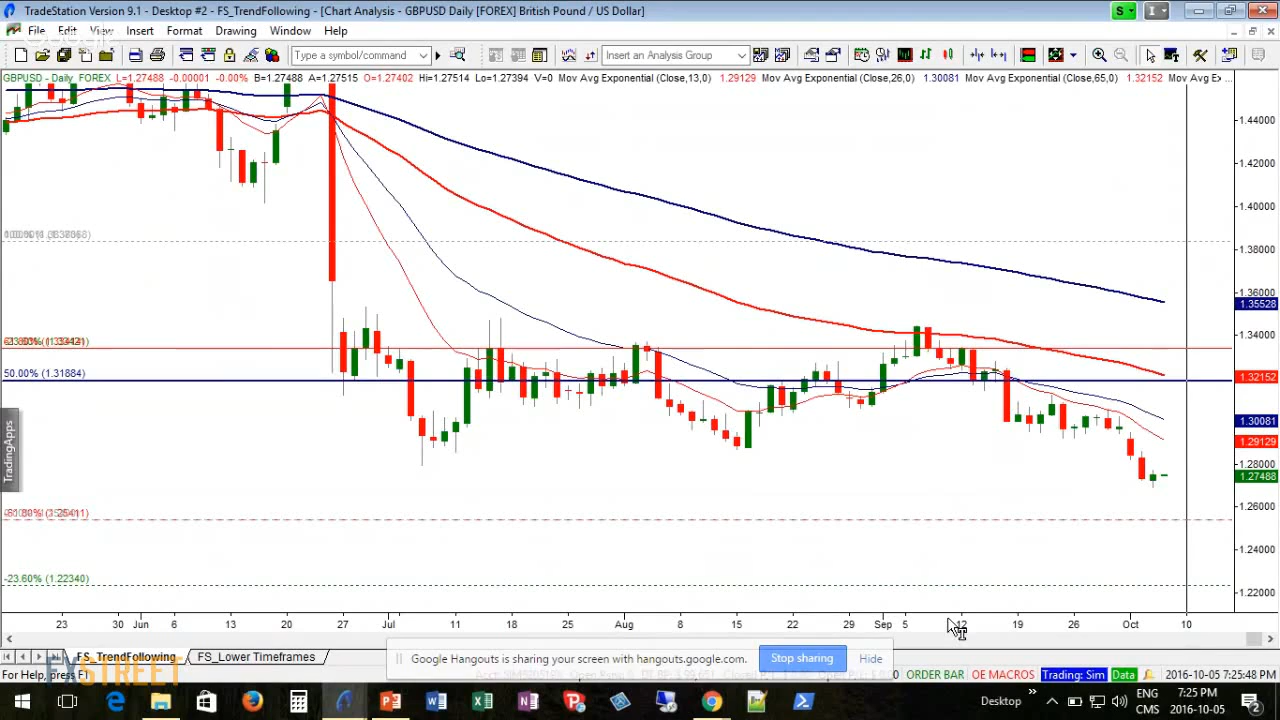 TradeStation Version 9.1 - Desktop #2 - FS_TrendFollowing - [Chart Analysis - GBPUSD Daily [FOREX] British Pound / US Dollar]
File Edit View Insert Format Drawing Window Help
Type a symbol/command Insert an Analysis Group
GBPUSD - Daily FOREX L=1.27488 -0.00001 -0.00% B=1.27488 A=1.27515 O=1.27402 Hi=1.27514 Lo=1.27394 V=0 Mov Avg Exponential (Close,13,0) 1.29129 Mov Avg Exponential (Close,26,0) 1.30081 Mov Avg Exponential (Close,65,0) 1.32152 Mov Avg Ex ...
1.44000
1.42000
1.40000
1.38000
1.36000
1.35528
1.34000
50.00% (1.31884)
1.32152
1.30081
1.29129
1.28000
1.27488
1.26000
1.24000
-23.60% (1.22340)
1.22000
TradingApps
23 30 Jun 6 13 20 27 Jul 11 18 25 Aug 8 15 22 29 Sep 5 12 19 26 Oct 10
FS_TrendFollowing FS_Lower Timeframes
Google Hangouts is sharing your screen with hangouts.google.com. Stop sharing Hide
For Help, press F1 ORDER BAR OE MACROS Trading: Sim Data 2016-10-05 7:25:48 PM
FXSTREET
Desktop ENG CMS 7:25 PM 2016-10-05